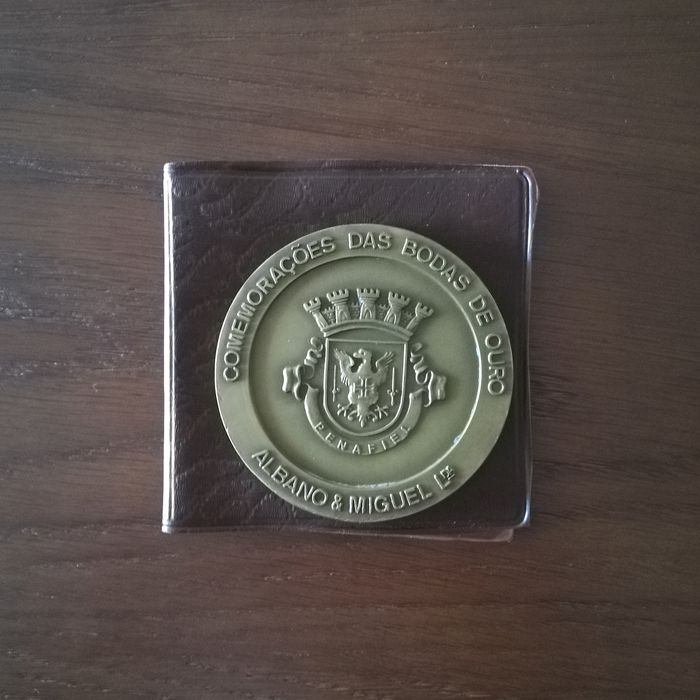 COMEMORAÇÕES DAS BODAS DE OURO
PENAFIEL
ALBANO & MIGUEL Lda